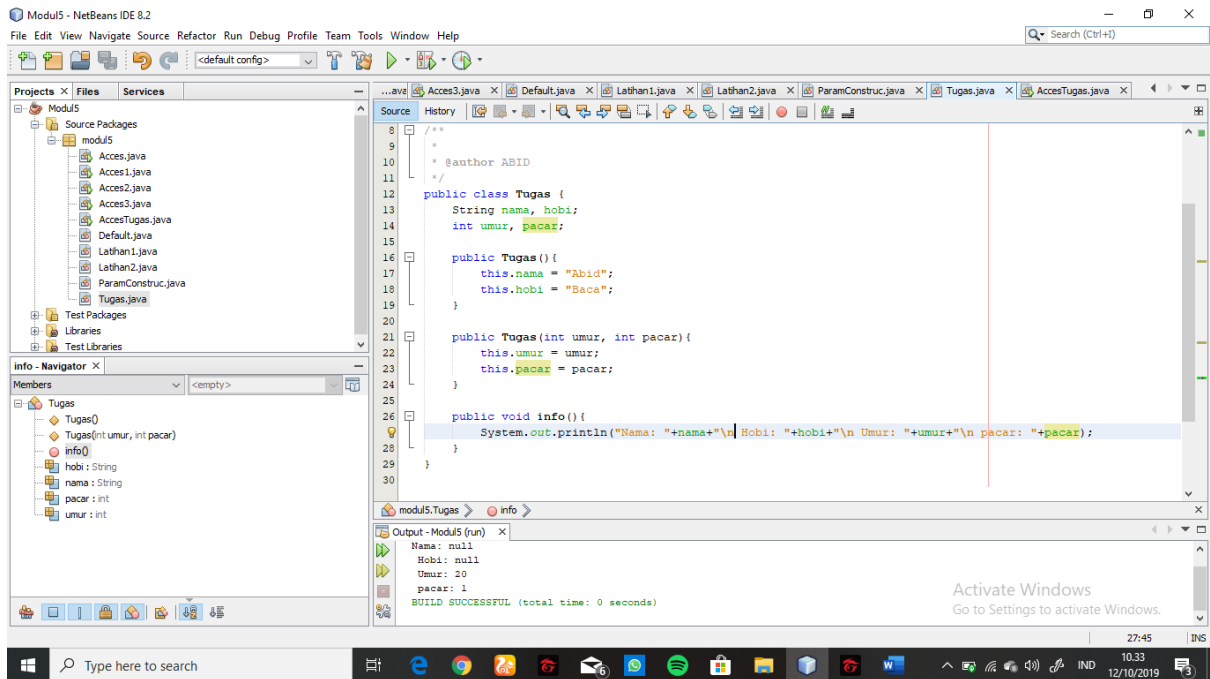 Modul5 - NetBeans IDE 8.2
File Edit View Navigate Source Refactor Run Debug Profile Team Tools Window Help
Search (Ctrl+I)
<default config>
Projects Files Services
Modul5
Source Packages
modul5
Acces.java
Acces1.java
Acces2.java
Acces3.java
AccesTugas.java
Default.java
Latihan1.java
Latihan2.java
ParamConstruc.java
Tugas.java
Test Packages
Libraries
Test Libraries
info - Navigator
Members <empty>
Tugas
Tugas()
Tugas(int umur, int pacar)
info()
hobi : String
nama : String
pacar : int
umur : int
...ava Acces3.java Default.java Latihan1.java Latihan2.java ParamConstruc.java Tugas.java AccesTugas.java
Source History
8 /**
9 *
10 * @author ABID
11 */
12 public class Tugas {
13 String nama, hobi;
14 int umur, pacar;
15
16 public Tugas(){
17 this.nama = "Abid";
18 this.hobi = "Baca";
19 }
20
21 public Tugas(int umur, int pacar){
22 this.umur = umur;
23 this.pacar = pacar;
24 }
25
26 public void info(){
System.out.println("Nama: "+nama+"\n Hobi: "+hobi+"\n Umur: "+umur+"\n pacar: "+pacar);
28 }
29 }
30
modul5.Tugas info
Output - Modul5 (run)
Nama: null
Hobi: null
Umur: 20
pacar: 1
BUILD SUCCESSFUL (total time: 0 seconds)
Activate Windows
Go to Settings to activate Windows.
27:45 INS
Type here to search
6
W
IND
10.33
12/10/2019
3